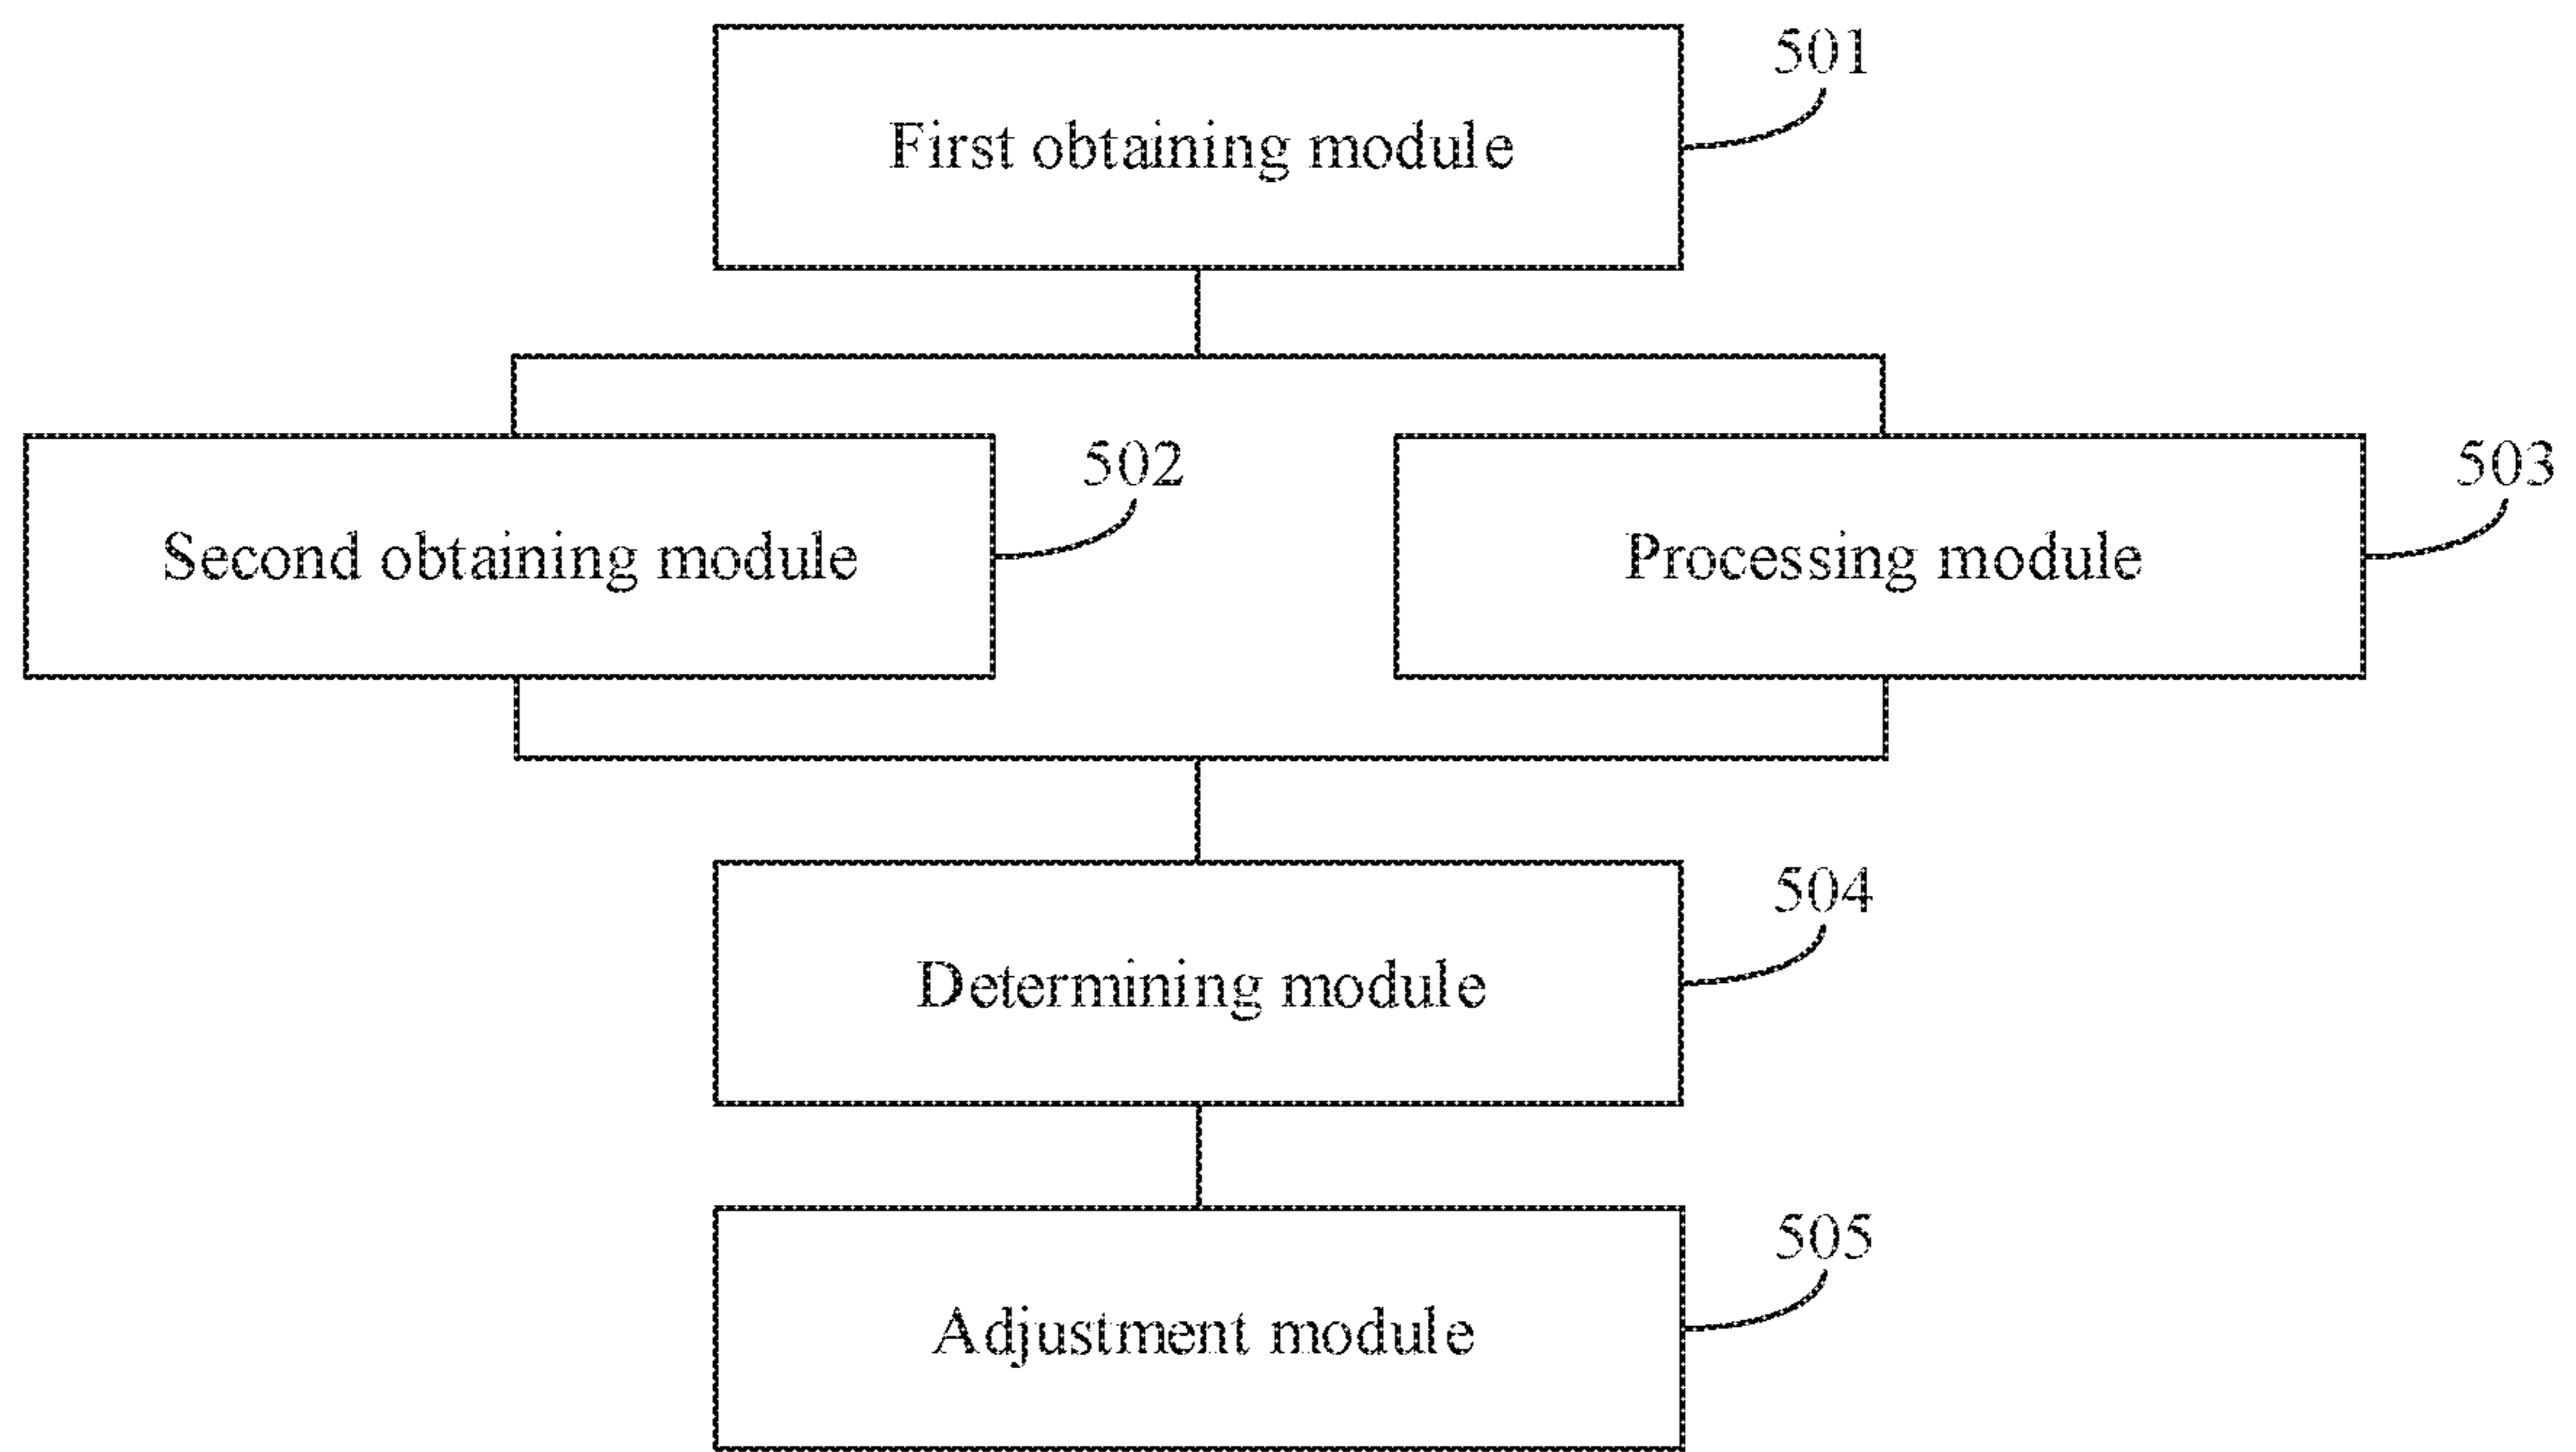 501
First obtaining module
502
503
Second obtaining module
Processing module
504
Determining module
505
Adjustment module